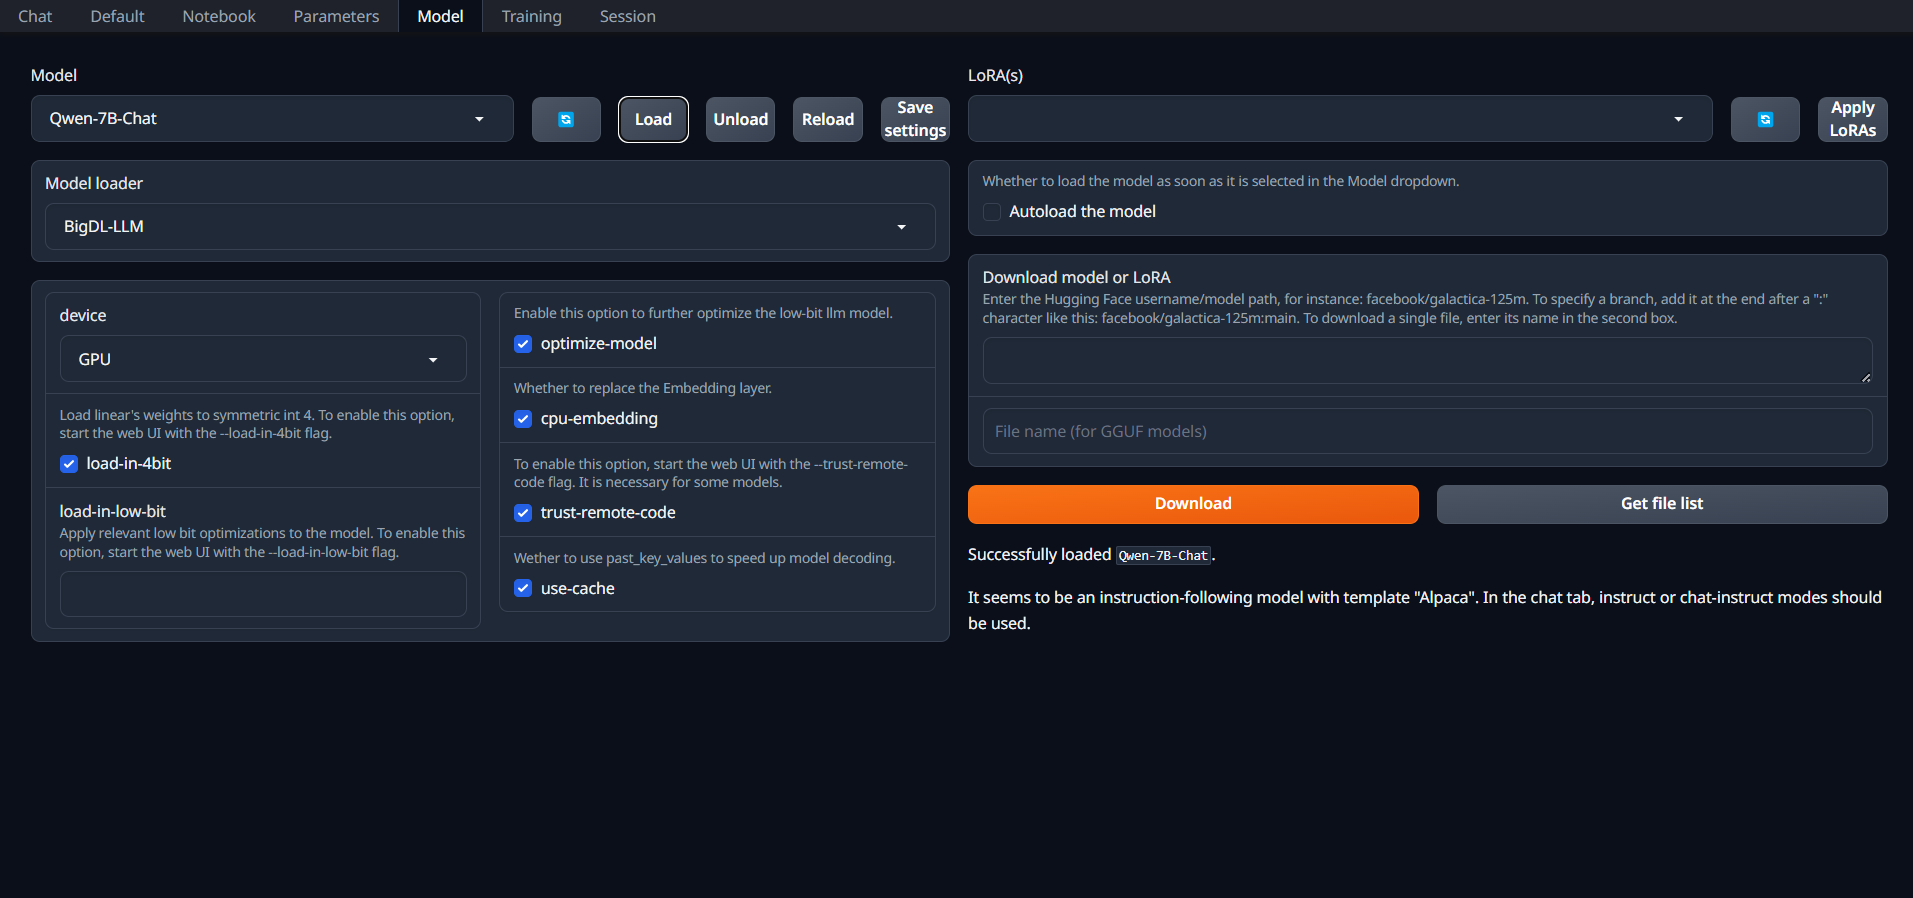 Chat Default Notebook Parameters Model Training Session
Model
Qwen-7B-Chat
Load
Unload
Reload
Save
settings
Model loader
BigDL-LLM
device
GPU
Load linear's weights to symmetric int 4. To enable this option,
start the web UI with the --load-in-4bit flag.
load-in-4bit
load-in-low-bit
Apply relevant low bit optimizations to the model. To enable this
option, start the web UI with the --load-in-low-bit flag.
Enable this option to further optimize the low-bit llm model.
optimize-model
Whether to replace the Embedding layer.
cpu-embedding
To enable this option, start the web UI with the --trust-remote-
code flag. It is necessary for some models.
trust-remote-code
Wether to use past_key_values to speed up model decoding.
use-cache
LoRA(s)
Apply
LoRAs
Whether to load the model as soon as it is selected in the Model dropdown.
Autoload the model
Download model or LoRA
Enter the Hugging Face username/model path, for instance: facebook/galactica-125m. To specify a branch, add it at the end after a ":"
character like this: facebook/galactica-125m:main. To download a single file, enter its name in the second box.
File name (for GGUF models)
Download
Get file list
Successfully loaded Qwen-7B-Chat.
It seems to be an instruction-following model with template "Alpaca". In the chat tab, instruct or chat-instruct modes should
be used.